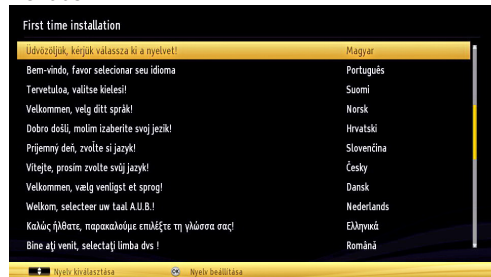 First time installation
Üdvözöljük, kérjük válassza ki a nyelvet! Magyar
Bem-vindo, favor selecionar seu idioma Português
Tervetuloa, valitse kielesi! Suomi
Velkommen, velg ditt språk! Norsk
Dobro došli, molim izaberite svoj jezik! Hrvatski
Príjemný deň, zvoľte si jazyk! Slovenčina
Vítejte, prosím zvolte svůj jazyk! Česky
Velkommen, vælg venligst et sprog! Dansk
Welkom, selecteer uw taal A.U.B.! Nederlands
Καλώς ήλθατε, παρακαλούμε επιλέξτε τη γλώσσα σας! Ελληνικά
Bine aţi venit, selectaţi limba dvs ! Română
Nyelv kiválasztása OK Nyelv beállítása